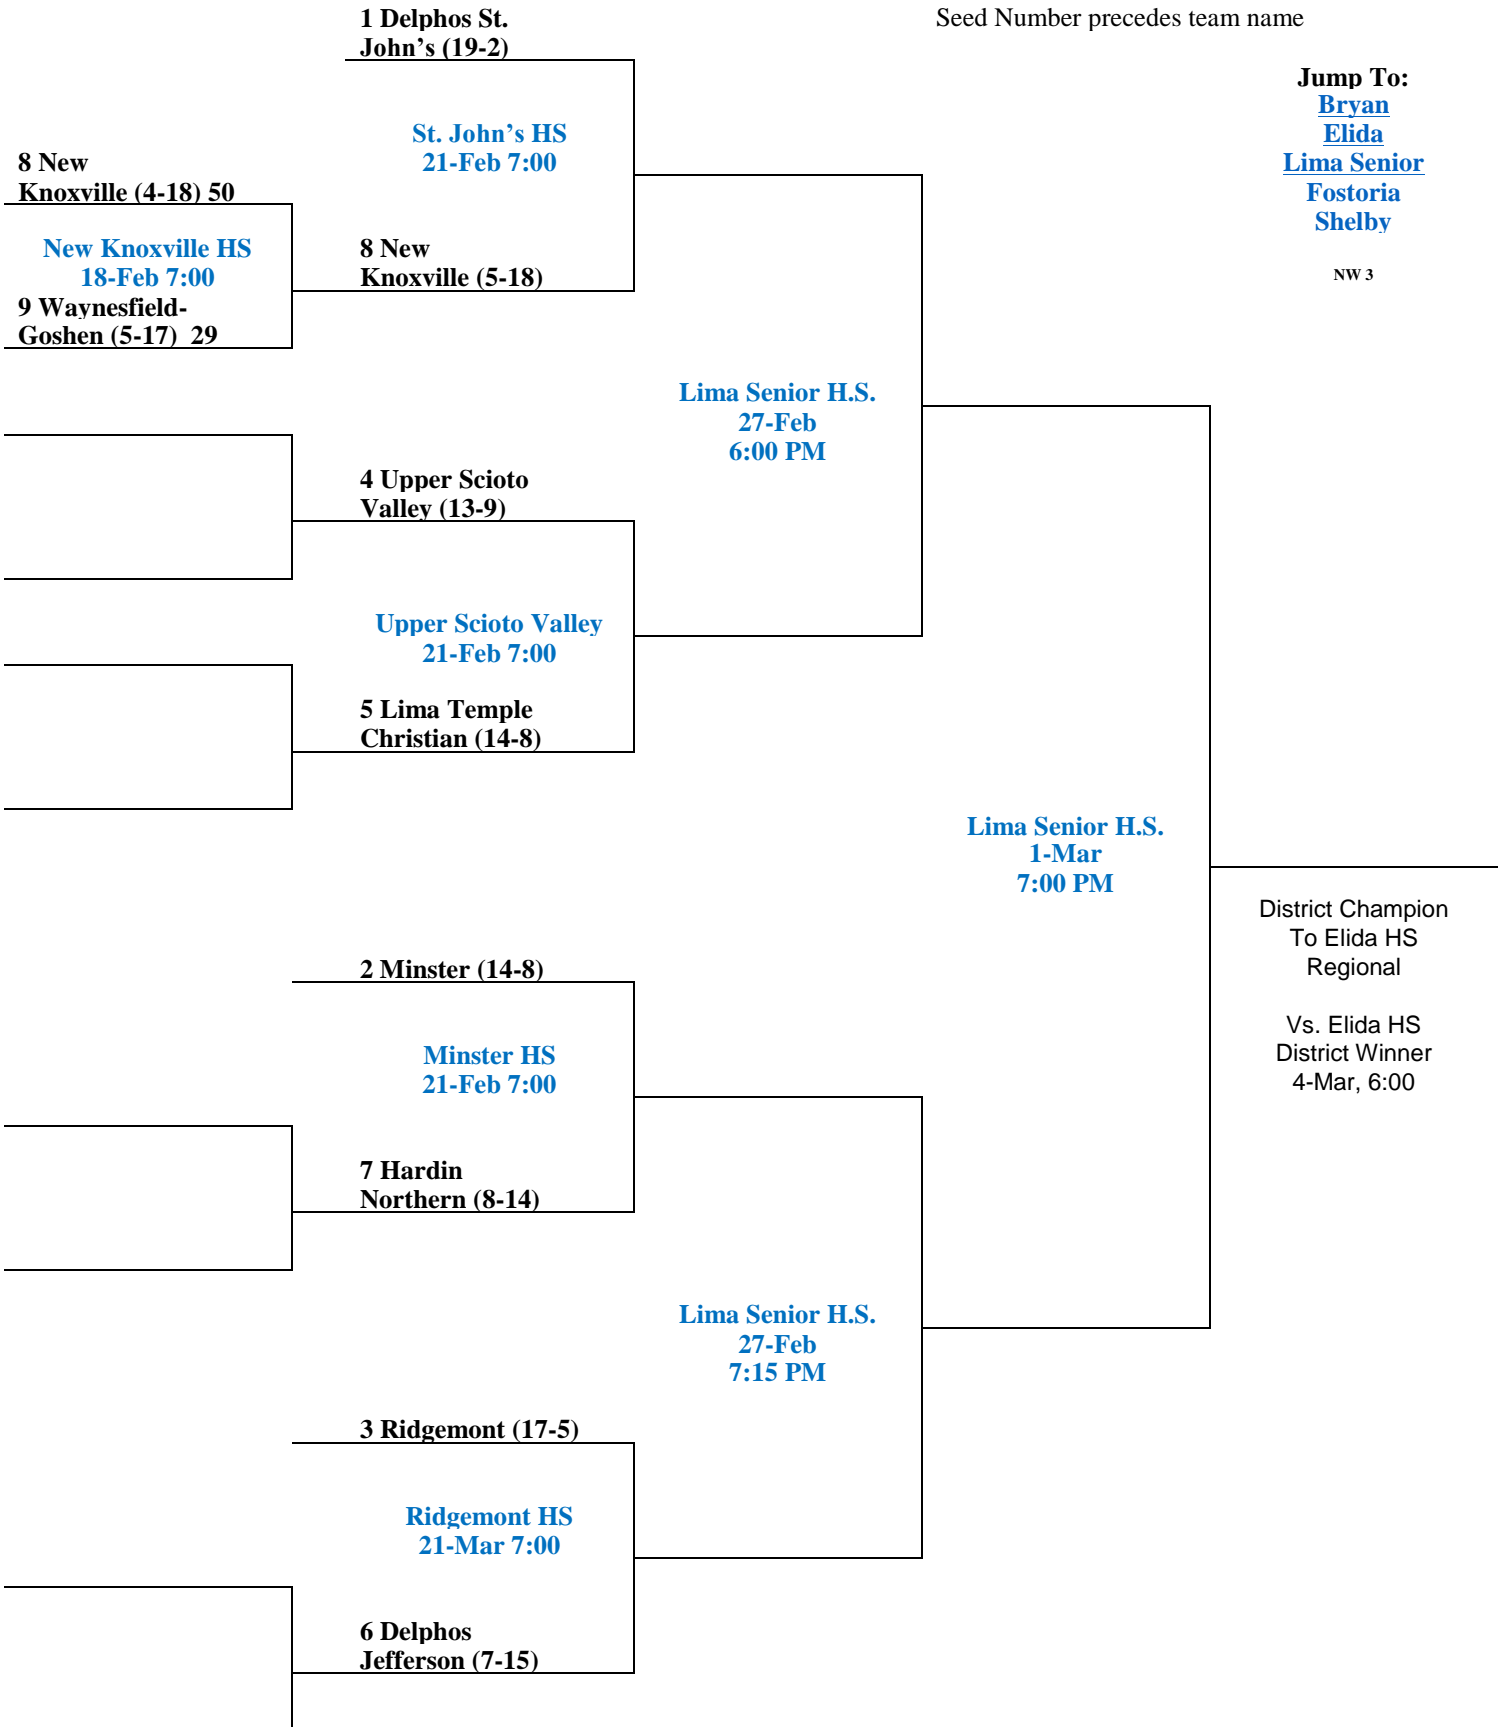 1 Delphos St.
John's (19-2)
Seed Number precedes team name
Jump To:
Bryan
Elida
Lima Senior
Fostoria
Shelby
NW 3
St. John's HS
21-Feb 7:00
8 New
Knoxville (4-18) 50
New Knoxville HS
18-Feb 7:00
9 Waynesfield-
Goshen (5-17)  29
8 New
Knoxville (5-18)
Lima Senior H.S.
27-Feb
6:00 PM
4 Upper Scioto
Valley (13-9)
Upper Scioto Valley
21-Feb 7:00
5 Lima Temple
Christian (14-8)
Lima Senior H.S.
1-Mar
7:00 PM
District Champion
To Elida HS
Regional
Vs. Elida HS
District Winner
4-Mar, 6:00
2 Minster (14-8)
Minster HS
21-Feb 7:00
7 Hardin
Northern (8-14)
Lima Senior H.S.
27-Feb
7:15 PM
3 Ridgemont (17-5)
Ridgemont HS
21-Mar 7:00
6 Delphos
Jefferson (7-15)